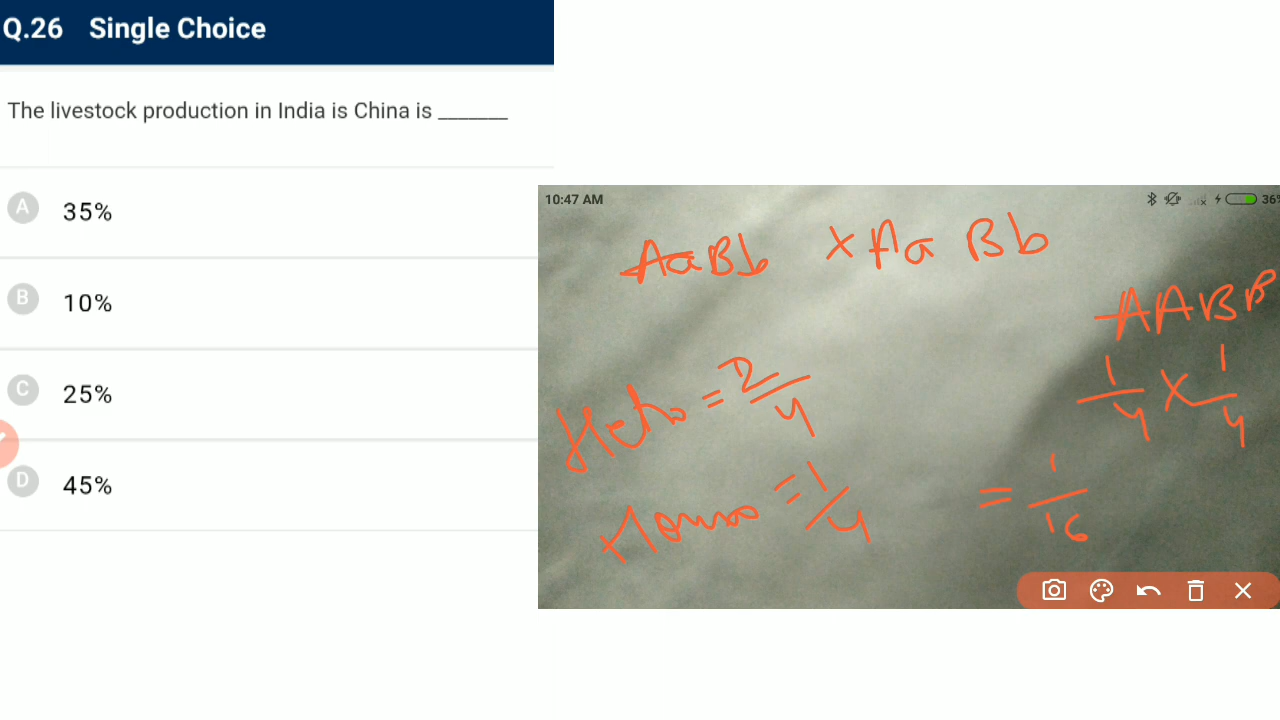 Q.26 Single Choice
The livestock production in India is China is _______
A 35%
B 10%
C 25%
D 45%
10:47 AM 36%
AaBb x Aa Bb
AABB
Hetro = 2/4
1/4 x 1/4
Homo = 1/4
= 1/16